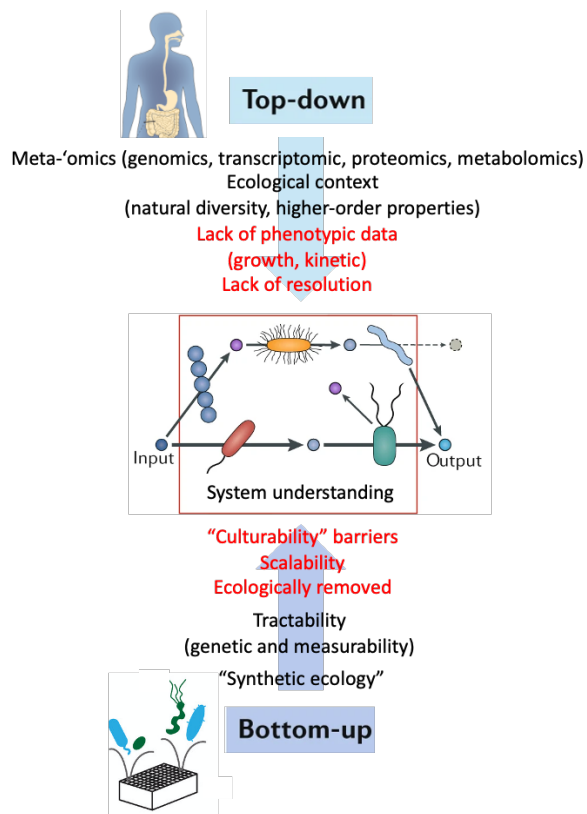 Top-down
Meta-‘omics (genomics, transcriptomic, proteomics, metabolomics)
Ecological context
(natural diversity, higher-order properties)
Lack of phenotypic data
(growth, kinetic)
Lack of resolution
Input
Output
System understanding
“Culturability” barriers
Scalability
Ecologically removed
Tractability
(genetic and measurability)
“Synthetic ecology”
Bottom-up